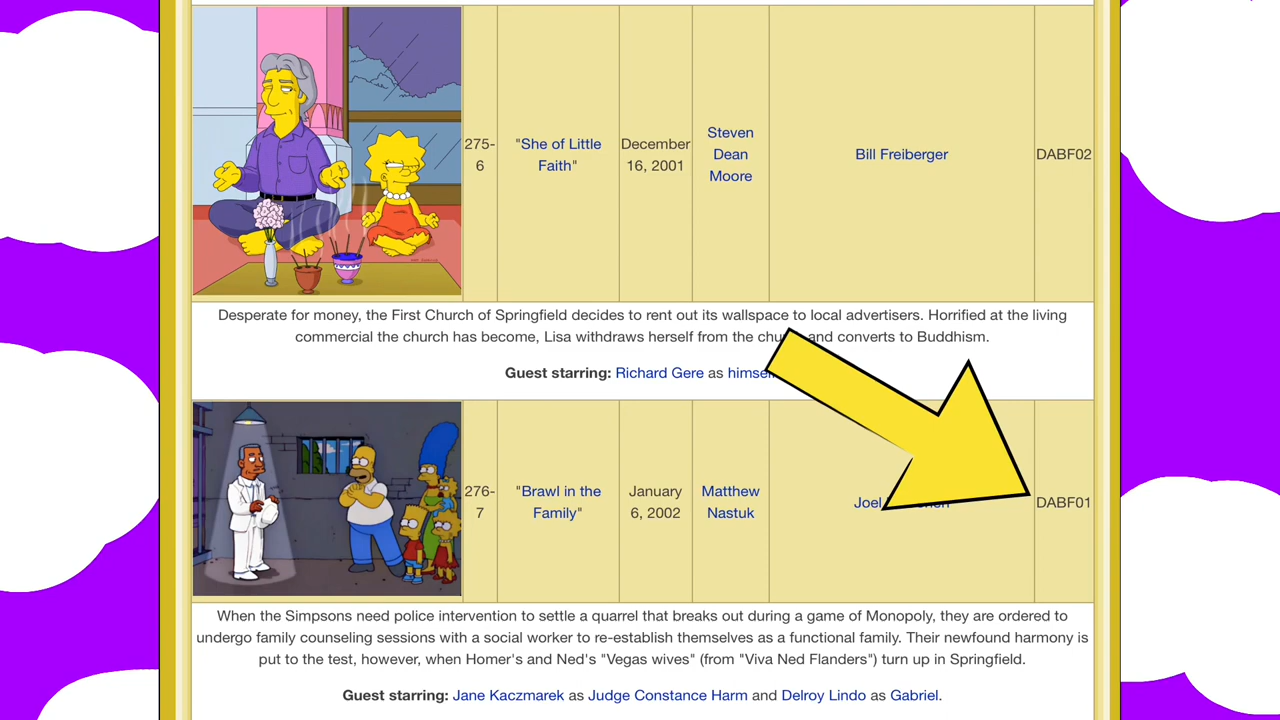 275-
6
"She of Little
Faith"
December
16, 2001
Steven
Dean
Moore
Bill Freiberger
DABF02
Desperate for money, the First Church of Springfield decides to rent out its wallspace to local advertisers. Horrified at the living
commercial the church has become, Lisa withdraws herself from the and converts to Buddhism.
Guest starring: Richard Gere as
276-
7
"Brawl in the
Family"
January
6, 2002
Matthew
Nastuk
Joel
DABF01
When the Simpsons need police intervention to settle a quarrel that breaks out during a game of Monopoly, they are ordered to
undergo family counseling sessions with a social worker to re-establish themselves as a functional family. Their newfound harmony is
put to the test, however, when Homer's and Ned's "Vegas wives" (from "Viva Ned Flanders") turn up in Springfield.
Guest starring: Jane Kaczmarek as Judge Constance Harm and Delroy Lindo as Gabriel.